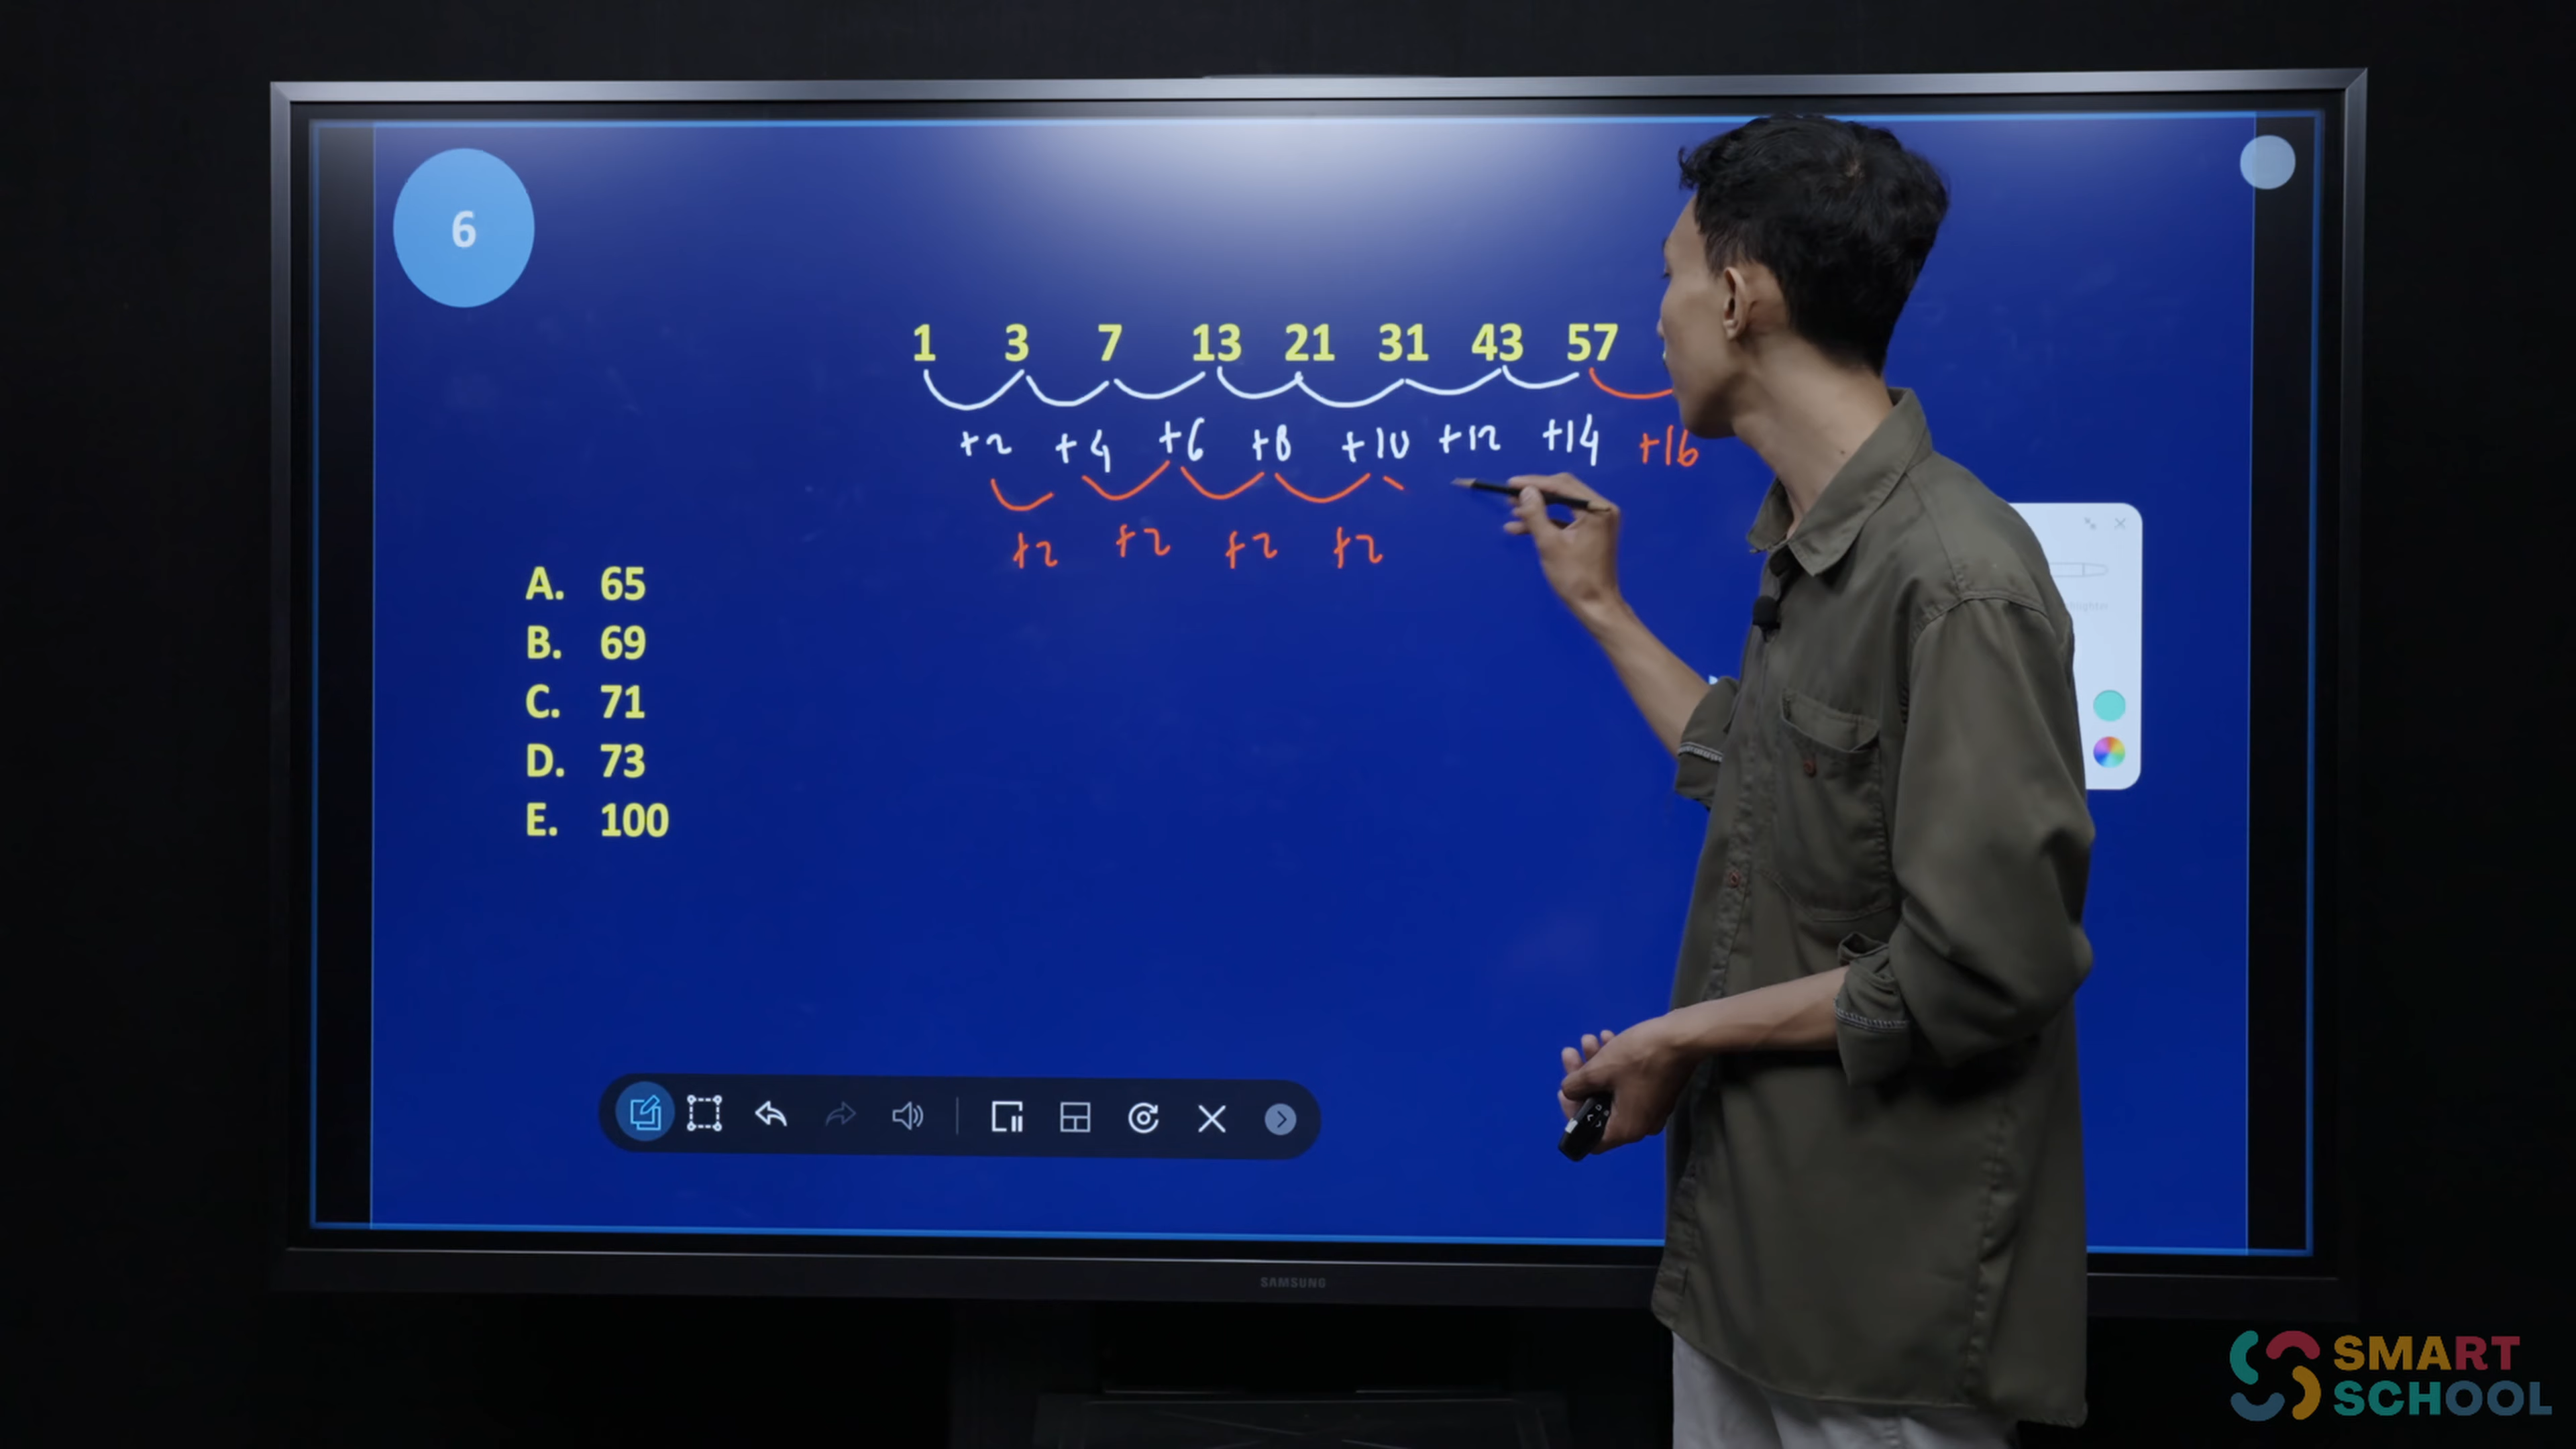 6
1 3 7 13 21 31 43 57
+2 +4 +6 +8 +10 +12 +14 +16
+2 +2 +2 +2
A. 65
B. 69
C. 71
D. 73
E. 100
SAMSUNG
SMART
SCHOOL